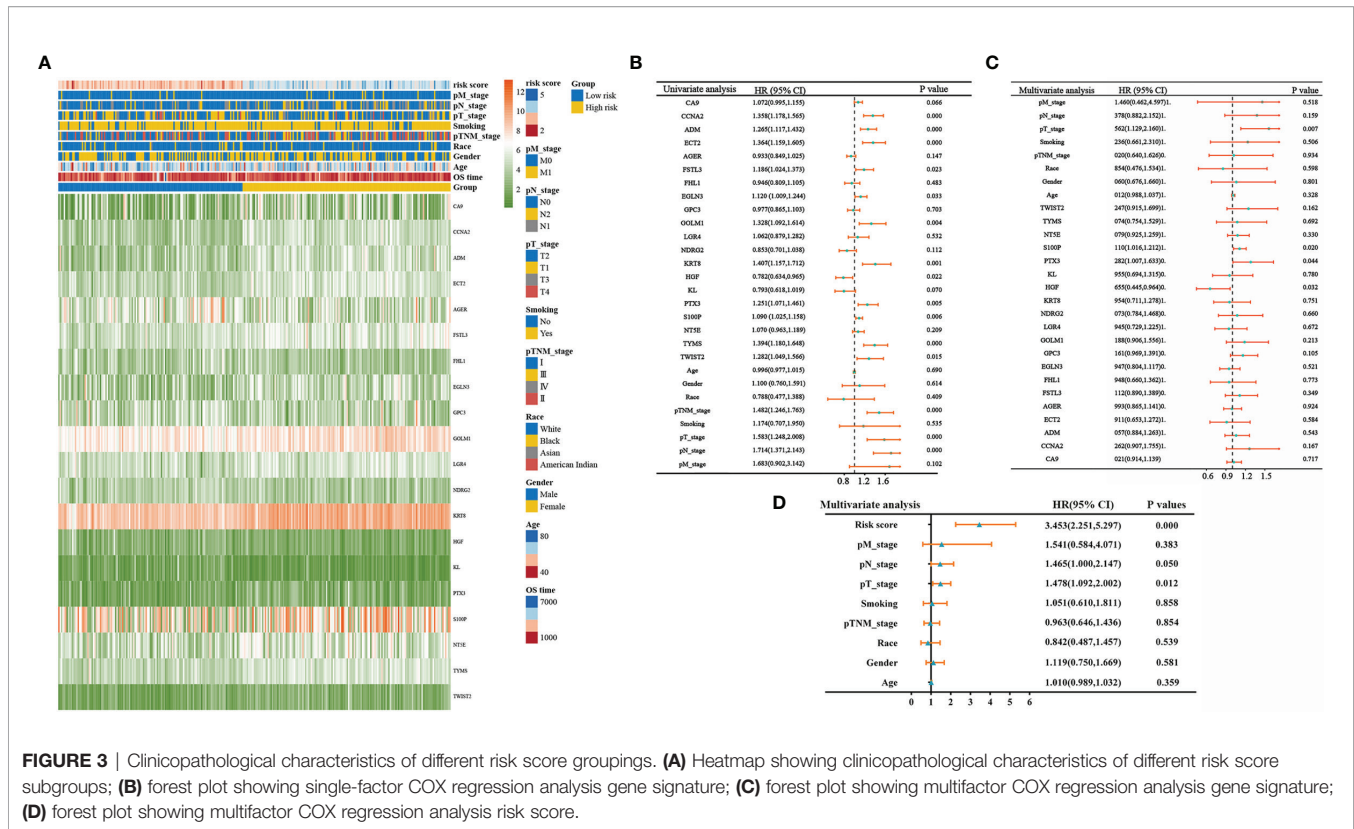 A
risk score
pM_stage
pN_stage
pT_stage
Smoking
pTNM_stage
Race
Gender
Age
OS time
Group
CA9
CCNA2
ADM
ECT2
AGER
FSTL3
FHL1
EGLN3
GPC3
GOLM1
LGR4
NDRG2
KRT8
HGF
KL
PTX3
S100P
NT5E
TYMS
TWIST2
12
10
8
6
4
2
risk score
5
2
Group
Low risk
High risk
pM_stage
M0
M1
pN_stage
N0
N2
N1
pT_stage
T2
T1
T3
T4
Smoking
No
Yes
pTNM_stage
I
III
IV
II
Race
White
Black
Asian
American Indian
Gender
Male
Female
Age
80
40
OS time
7000
1000
B
Univariate analysis HR (95% CI) P value
CA9 1.072(0.995,1.155) 0.066
CCNA2 1.358(1.178,1.565) 0.000
ADM 1.265(1.117,1.432) 0.000
ECT2 1.364(1.159,1.605) 0.000
AGER 0.933(0.849,1.025) 0.147
FSTL3 1.186(1.024,1.373) 0.023
FHL1 0.946(0.809,1.105) 0.483
EGLN3 1.120 (1.009,1.244) 0.033
GPC3 0.977(0.865,1.103) 0.703
GOLM1 1.328(1.092,1.614) 0.004
LGR4 1.062(0.879,1.282) 0.532
NDRG2 0.853(0.701,1.038) 0.112
KRT8 1.407(1.157,1.712) 0.001
HGF 0.782(0.634,0.965) 0.022
KL 0.793(0.618,1.019) 0.070
PTX3 1.251(1.071,1.461) 0.005
S100P 1.090 (1.025,1.158) 0.006
NT5E 1.070 (0.963,1.189) 0.209
TYMS 1.394(1.180,1.648) 0.000
TWIST2 1.282(1.049,1.566) 0.015
Age 0.996(0.977,1.015) 0.690
Gender 1.100 (0.760,1.591) 0.614
Race 0.788(0.477,1.388) 0.409
pTNM_stage 1.482(1.246,1.763) 0.000
Smoking 1.174(0.707,1.950) 0.535
pT_stage 1.583(1.248,2.008) 0.000
pN_stage 1.714(1.371,2.143) 0.000
pM_stage 1.683(0.902,3.142) 0.102
0.8 1.2 1.6
C
Multivariate analysis HR (95% CI) P value
pM_stage 1.460(0.462,4.597)1. 0.518
pN_stage 378(0.882,2.152)1. 0.159
pT_stage 562(1.129,2.160)1. 0.007
Smoking 236(0.661,2.310)1. 0.506
pTNM_stage 020(0.640,1.626)0. 0.934
Race 854(0.476,1.534)1. 0.598
Gender 060(0.676,1.660)1. 0.801
Age 012(0.988,1.037)1. 0.328
TWIST2 247(0.915,1.699)1. 0.162
TYMS 074(0.754,1.529)1. 0.692
NT5E 079(0.925,1.259)1. 0.330
S100P 110(1.016,1.212)1. 0.020
PTX3 282(1.007,1.633)0. 0.044
KL 955(0.694,1.315)0. 0.780
HGF 655(0.445,0.964)0. 0.032
KRT8 954(0.711,1.278)1. 0.751
NDRG2 073(0.784,1.468)0. 0.660
LGR4 945(0.729,1.225)1. 0.672
GOLM1 188(0.906,1.556)1. 0.213
GPC3 161(0.969,1.391)0. 0.105
EGLN3 947(0.804,1.117)0. 0.521
FHL1 948(0.660,1.362)1. 0.773
FSTL3 112(0.890,1.389)0. 0.349
AGER 993(0.865,1.141)0. 0.924
ECT2 911(0.653,1.272)1. 0.584
ADM 057(0.884,1.263)1. 0.543
CCNA2 262(0.907,1.755)1. 0.167
CA9 021(0.914,1.139) 0.717
0.6 0.9 1.2 1.5
D
Multivariate analysis HR(95% CI) P values
Risk score 3.453(2.251,5.297) 0.000
pM_stage 1.541(0.584,4.071) 0.383
pN_stage 1.465(1.000,2.147) 0.050
pT_stage 1.478(1.092,2.002) 0.012
Smoking 1.051(0.610,1.811) 0.858
pTNM_stage 0.963(0.646,1.436) 0.854
Race 0.842(0.487,1.457) 0.539
Gender 1.119(0.750,1.669) 0.581
Age 1.010(0.989,1.032) 0.359
0 1 2 3 4 5 6
FIGURE 3 | Clinicopathological characteristics of different risk score groupings. (A) Heatmap showing clinicopathological characteristics of different risk score
subgroups; (B) forest plot showing single-factor COX regression analysis gene signature; (C) forest plot showing multifactor COX regression analysis gene signature;
(D) forest plot showing multifactor COX regression analysis risk score.